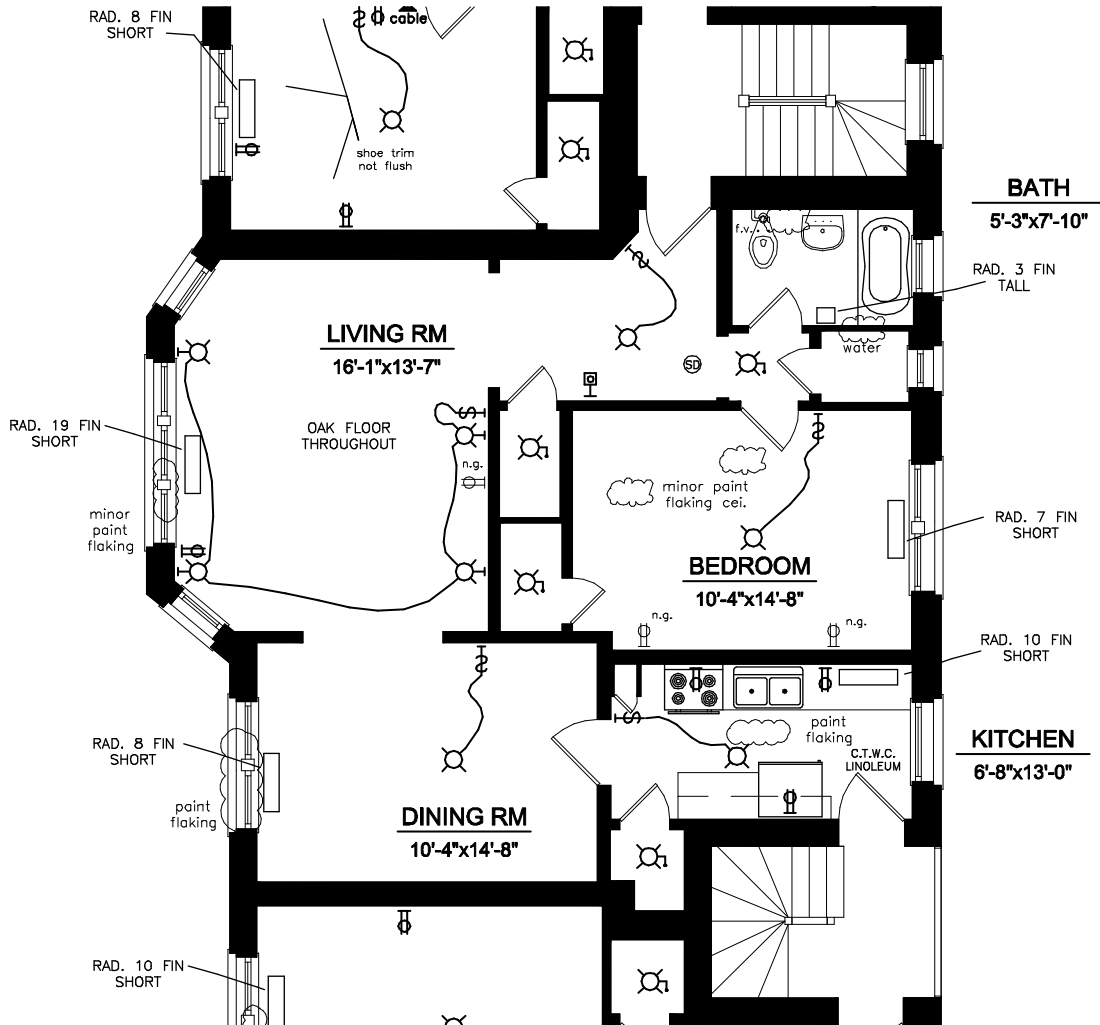 RAD. 8 FIN
SHORT
cable
shoe trim
not flush
BATH
5'-3"x7'-10"
f.v.
RAD. 3 FIN
TALL
water
LIVING RM
16'-1"x13'-7"
SD
RAD. 19 FIN
SHORT
OAK FLOOR
THROUGHOUT
S
n.g.
minor paint
flaking cei.
minor
paint
flaking
RAD. 7 FIN
SHORT
BEDROOM
10'-4"x14'-8"
n.g.
n.g.
RAD. 10 FIN
SHORT
paint
flaking
C.T.W.C.
LINOLEUM
KITCHEN
6'-8"x13'-0"
RAD. 8 FIN
SHORT
paint
flaking
DINING RM
10'-4"x14'-8"
RAD. 10 FIN
SHORT